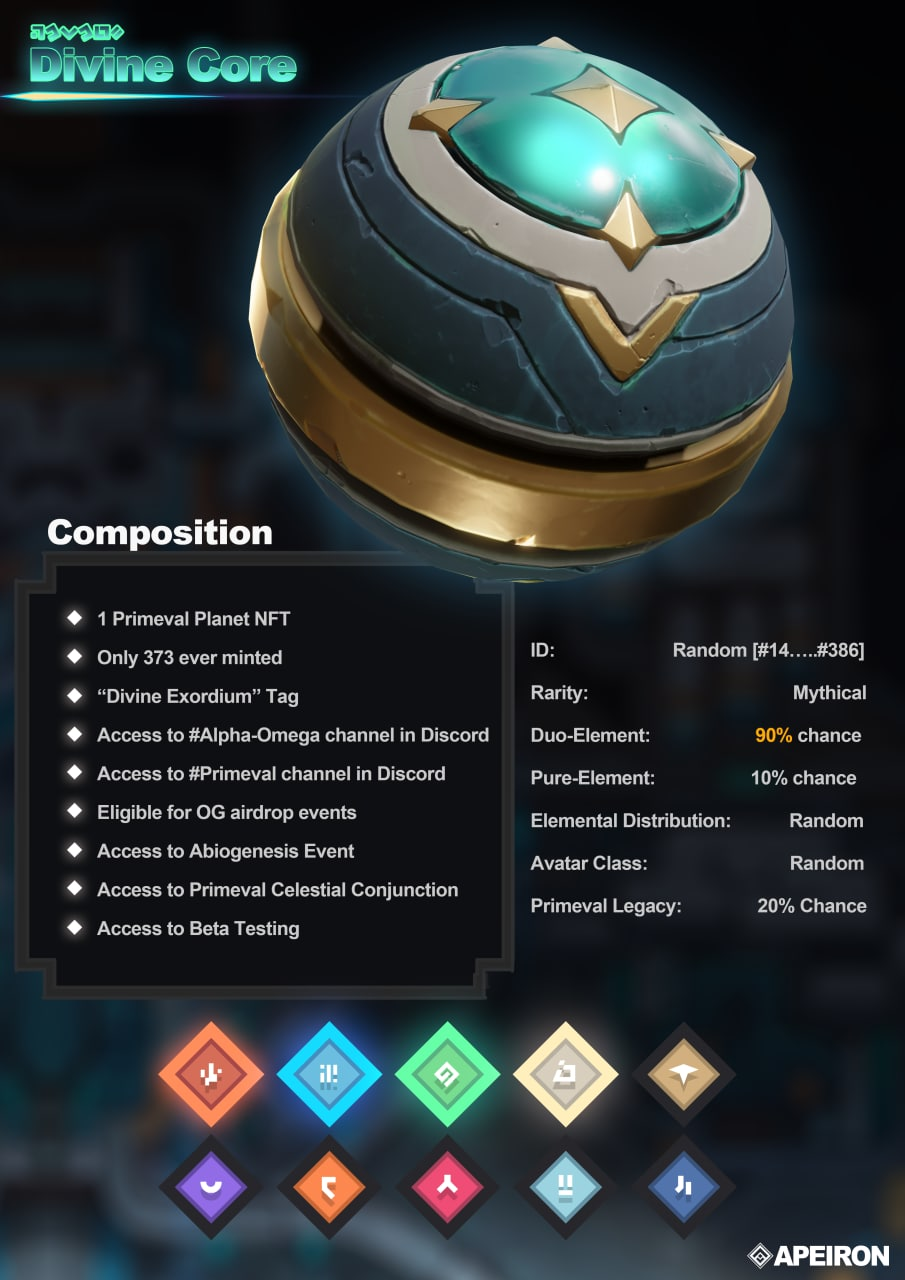 Divine Core
Composition
1 Primeval Planet NFT
Only 373 ever minted
“Divine Exordium” Tag
Access to #Alpha-Omega channel in Discord
Access to #Primeval channel in Discord
Eligible for OG airdrop events
Access to Abiogenesis Event
Access to Primeval Celestial Conjunction
Access to Beta Testing
ID: Random [#14…..#386]
Rarity: Mythical
Duo-Element: 90% chance
Pure-Element: 10% chance
Elemental Distribution: Random
Avatar Class: Random
Primeval Legacy: 20% Chance
APEIRON